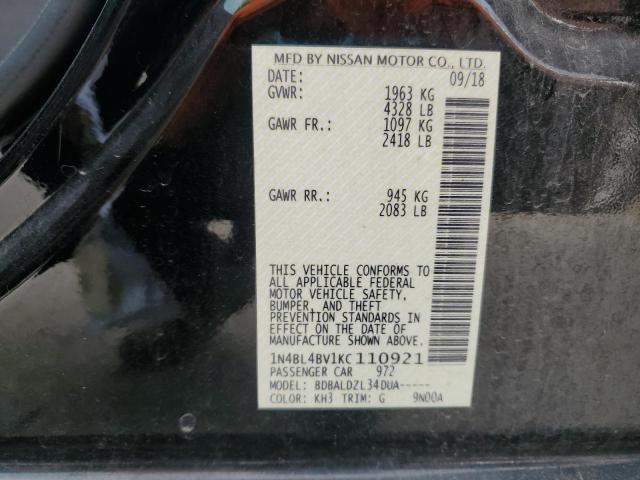 MFD BY NISSAN MOTOR CO., LTD.
DATE: 09/18
GVWR: 1963 KG
4328 LB
GAWR FR.: 1097 KG
2418 LB
GAWR RR.: 945 KG
2083 LB
THIS VEHICLE CONFORMS TO
ALL APPLICABLE FEDERAL
MOTOR VEHICLE SAFETY,
BUMPER, AND THEFT
PREVENTION STANDARDS IN
EFFECT ON THE DATE OF
MANUFACTURE SHOWN ABOVE.
1N4BL4BV1KC110921
PASSENGER CAR 972
MODEL: BDBALDZL34DUA-----
COLOR: KH3 TRIM: G 9N00A